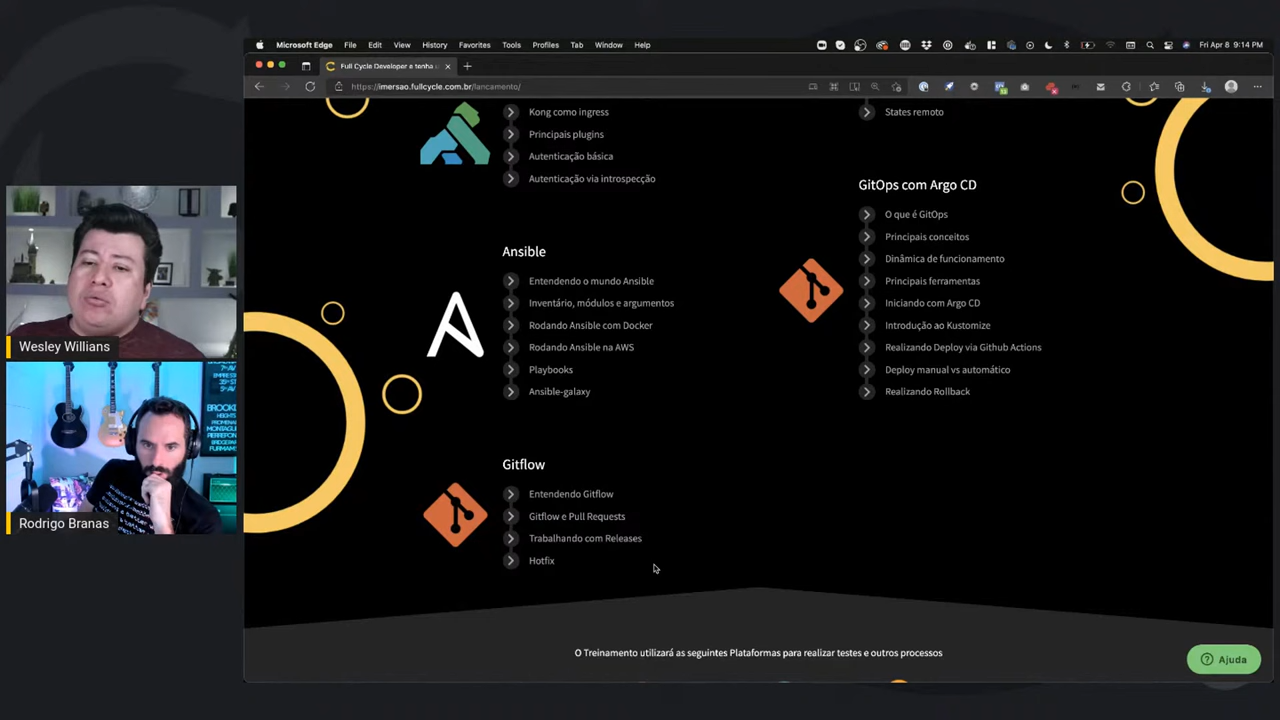 Microsoft Edge File Edit View History Favorites Tools Profiles Tab Window Help
Fri Apr 8 9:14 PM
Full Cycle Developer e tenha
https://imersao.fullcycle.com.br/lancamento/
Kong como ingress
Principais plugins
Autenticação básica
Autenticação via introspecção
States remoto
GitOps com Argo CD
O que é GitOps
Principais conceitos
Dinâmica de funcionamento
Principais ferramentas
Iniciando com Argo CD
Introdução ao Kustomize
Realizando Deploy via Github Actions
Deploy manual vs automático
Realizando Rollback
Ansible
Entendendo o mundo Ansible
Inventário, módulos e argumentos
Rodando Ansible com Docker
Rodando Ansible na AWS
Playbooks
Ansible-galaxy
Gitflow
Entendendo Gitflow
Gitflow e Pull Requests
Trabalhando com Releases
Hotfix
O Treinamento utilizará as seguintes Plataformas para realizar testes e outros processos
Ajuda
Wesley Willians
Rodrigo Branas